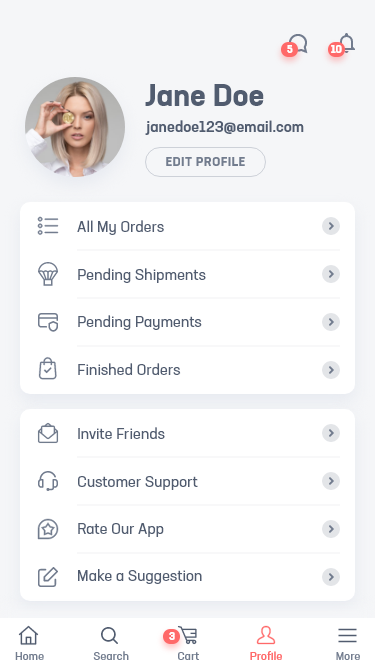 5
10
Jane Doe
janedoe123@email.com
EDIT PROFILE
All My Orders
Pending Shipments
Pending Payments
Finished Orders
Invite Friends
Customer Support
Rate Our App
Make a Suggestion
3
Home Search Cart Profile More